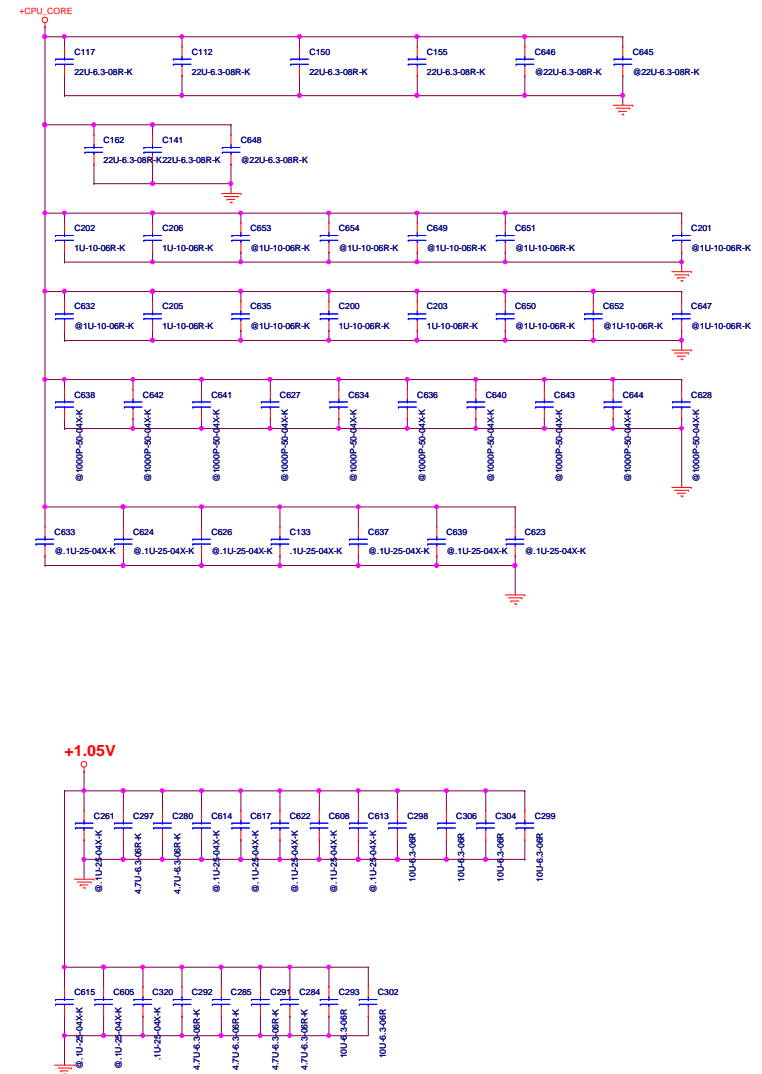 +CPU_CORE
C117 C112 C150 C155 C646 C645
22U-6.3-08R-K 22U-6.3-08R-K 22U-6.3-08R-K 22U-6.3-08R-K @22U-6.3-08R-K @22U-6.3-08R-K
C162 C141 C648
22U-6.3-08R-K 22U-6.3-08R-K @22U-6.3-08R-K
C202 C206 C653 C654 C649 C651 C201
1U-10-06R-K 1U-10-06R-K @1U-10-06R-K @1U-10-06R-K @1U-10-06R-K @1U-10-06R-K @1U-10-06R-K
C632 C205 C635 C200 C203 C650 C652 C647
@1U-10-06R-K 1U-10-06R-K @1U-10-06R-K 1U-10-06R-K 1U-10-06R-K @1U-10-06R-K @1U-10-06R-K @1U-10-06R-K
C638 C642 C641 C627 C634 C636 C640 C643 C644 C628
@1000P-50-04X-K @1000P-50-04X-K @1000P-50-04X-K @1000P-50-04X-K @1000P-50-04X-K @1000P-50-04X-K @1000P-50-04X-K @1000P-50-04X-K @1000P-50-04X-K @1000P-50-04X-K
C633 C624 C626 C133 C637 C639 C623
@.1U-25-04X-K @.1U-25-04X-K @.1U-25-04X-K .1U-25-04X-K @.1U-25-04X-K @.1U-25-04X-K @.1U-25-04X-K
+1.05V
C261 C297 C280 C614 C617 C622 C608 C613 C298 C306 C304 C299
@.1U-25-04X-K 4.7U-6.3-06R-K 4.7U-6.3-06R-K @.1U-25-04X-K @.1U-25-04X-K @.1U-25-04X-K @.1U-25-04X-K @.1U-25-04X-K 10U-6.3-06R 10U-6.3-06R 10U-6.3-06R 10U-6.3-06R
C615 C605 C320 C292 C285 C291 C284 C293 C302
@.1U-25-04X-K @.1U-25-04X-K .1U-25-04X-K 4.7U-6.3-06R-K 4.7U-6.3-06R-K 4.7U-6.3-06R-K 4.7U-6.3-06R-K 10U-6.3-06R 10U-6.3-06R